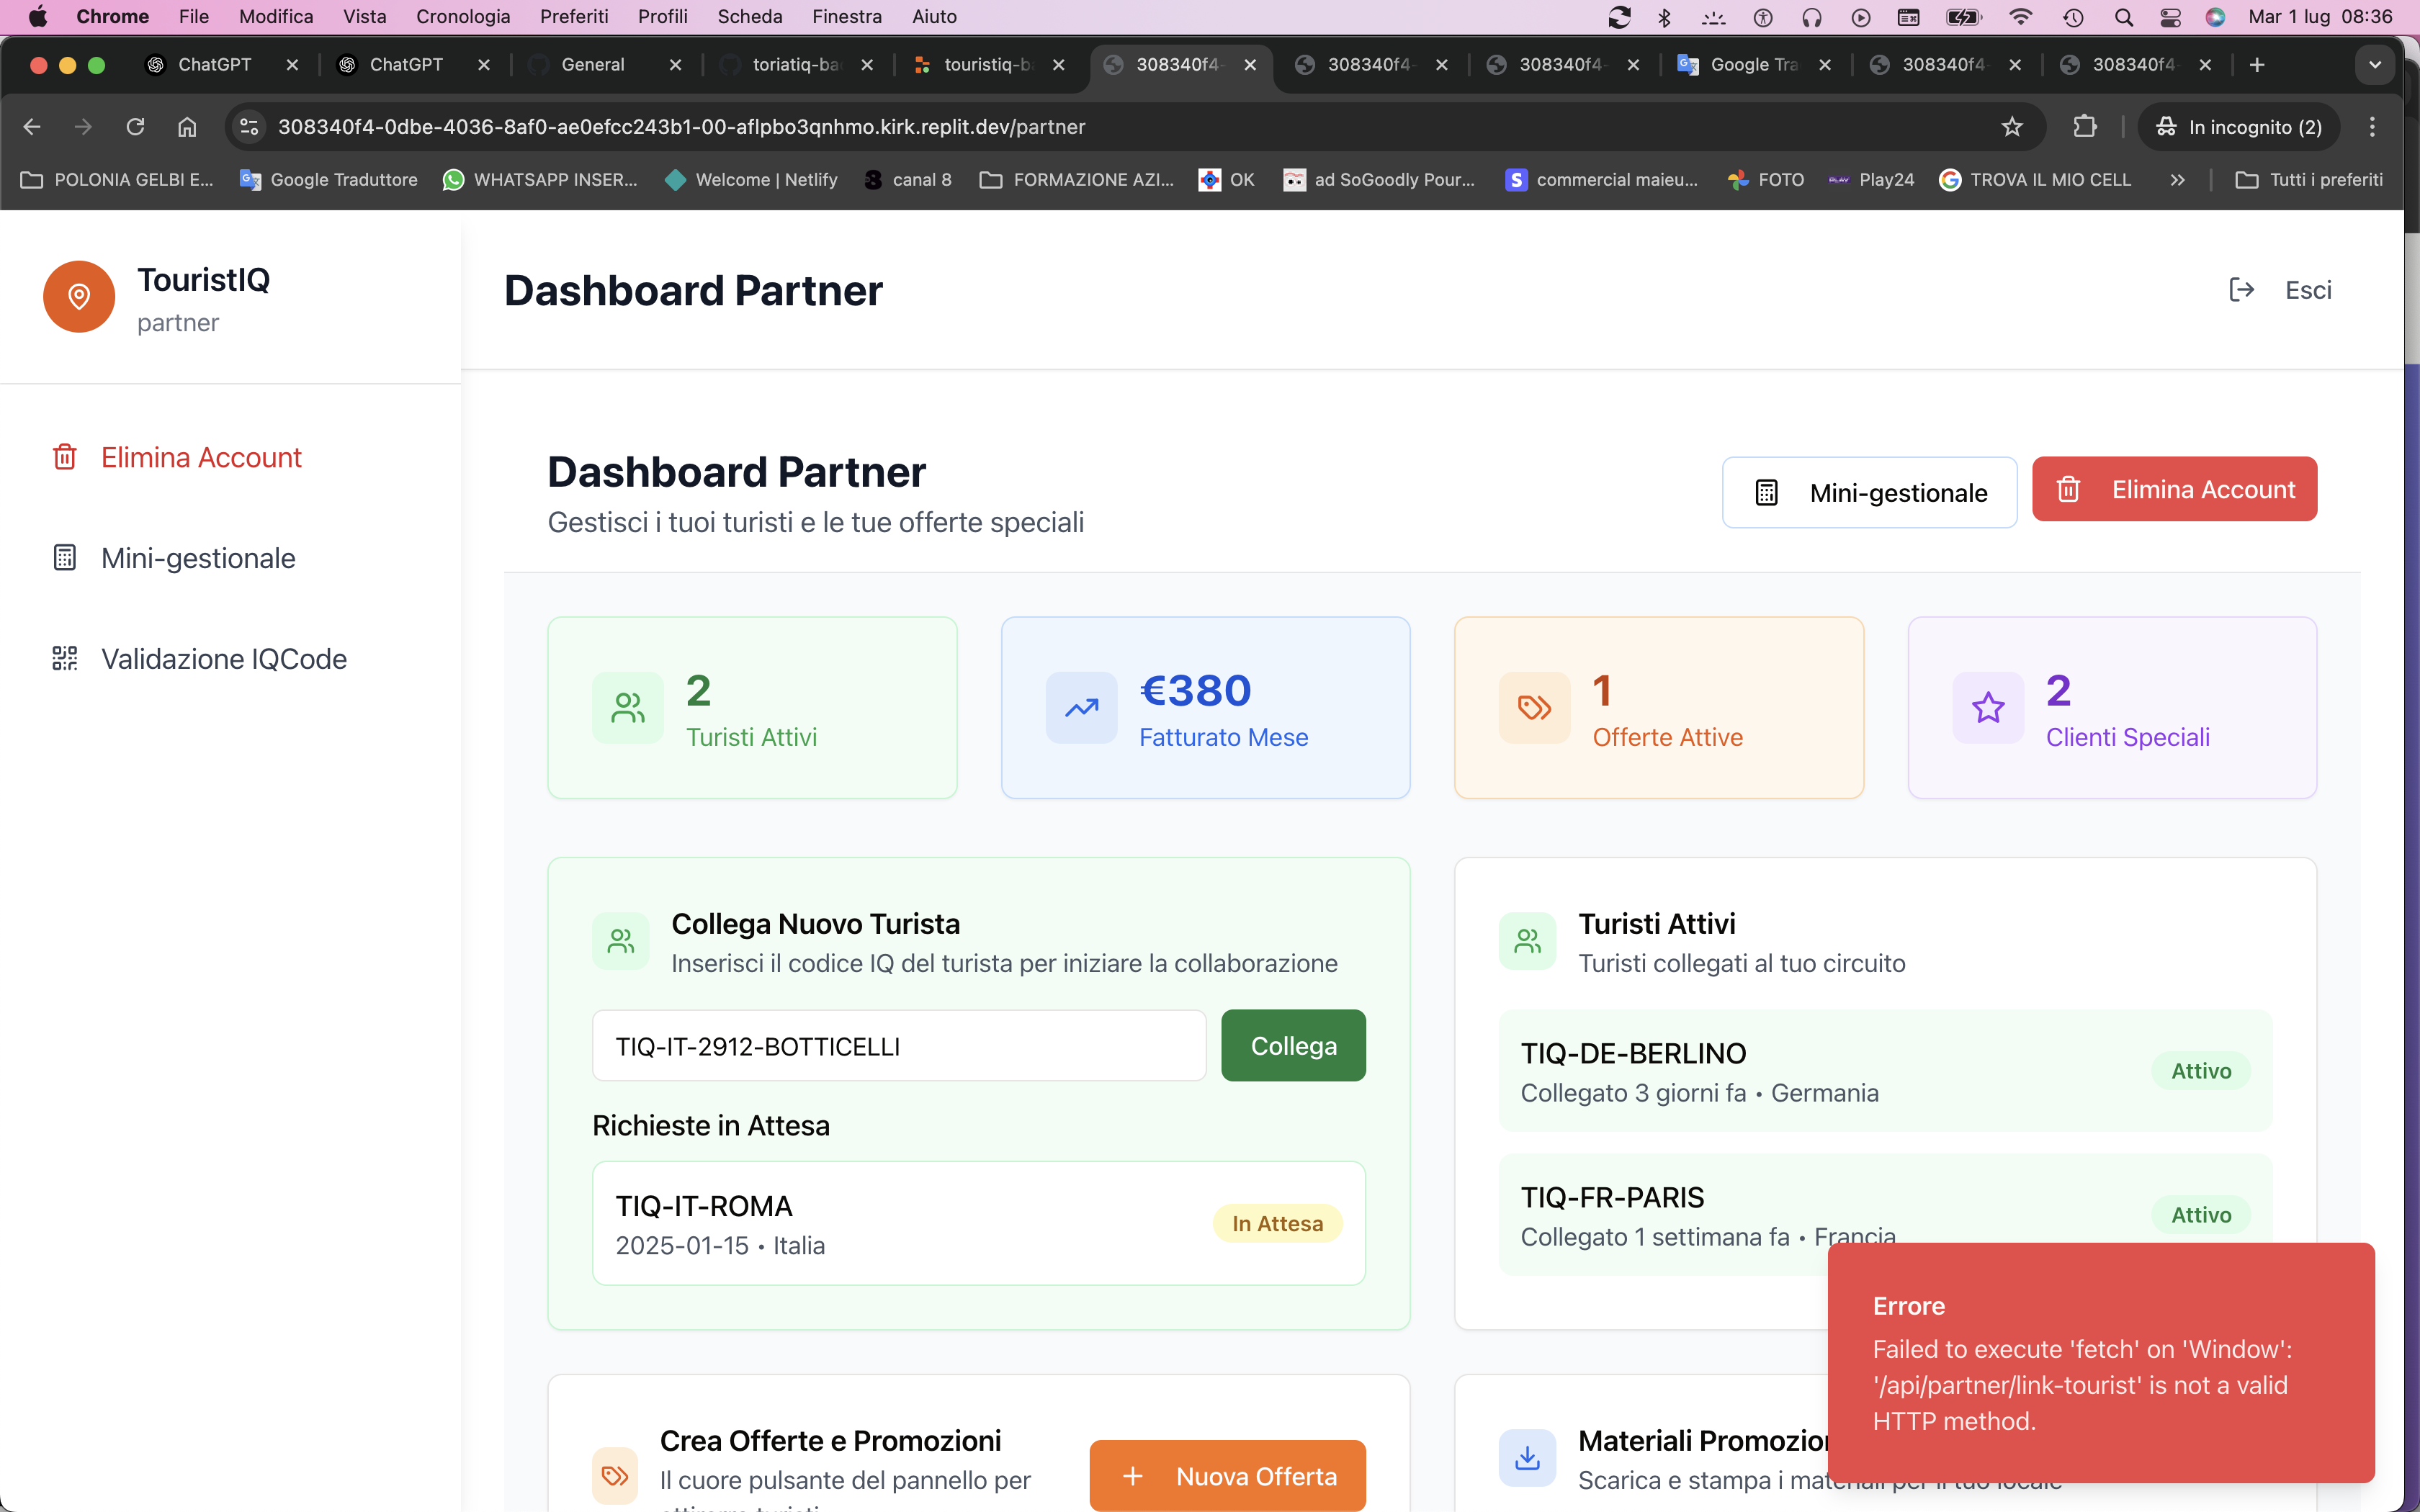 Chrome File Modifica Vista Cronologia Preferiti Profili Scheda Finestra Aiuto Mar 1 lug 08:36
ChatGPT ChatGPT General toriatiq-ba touristiq-b 308340f4- 308340f4- 308340f4- Google Tra 308340f4- 308340f4-
308340f4-0dbe-4036-8af0-ae0efcc243b1-00-aflpbo3qnhmo.kirk.replit.dev/partner In incognito (2)
POLONIA GELBI E... Google Traduttore WHATSAPP INSER... Welcome | Netlify canal 8 FORMAZIONE AZI... OK ad SoGoodly Pour... commercial maieu... FOTO Play24 TROVA IL MIO CELL Tutti i preferiti
TouristIQ
partner
Dashboard Partner
Esci
Elimina Account
Mini-gestionale
Validazione IQCode
Dashboard Partner
Gestisci i tuoi turisti e le tue offerte speciali
Mini-gestionale
Elimina Account
2
Turisti Attivi
€380
Fatturato Mese
1
Offerte Attive
2
Clienti Speciali
Collega Nuovo Turista
Inserisci il codice IQ del turista per iniziare la collaborazione
TIQ-IT-2912-BOTTICELLI
Collega
Richieste in Attesa
TIQ-IT-ROMA
2025-01-15 • Italia
In Attesa
Turisti Attivi
Turisti collegati al tuo circuito
TIQ-DE-BERLINO
Collegato 3 giorni fa • Germania
Attivo
TIQ-FR-PARIS
Collegato 1 settimana fa • Francia
Attivo
Crea Offerte e Promozioni
Il cuore pulsante del pannello per
Nuova Offerta
Materiali Promozion
Scarica e stampa i materiali per il tuo locale
Errore
Failed to execute 'fetch' on 'Window':
'/api/partner/link-tourist' is not a valid
HTTP method.